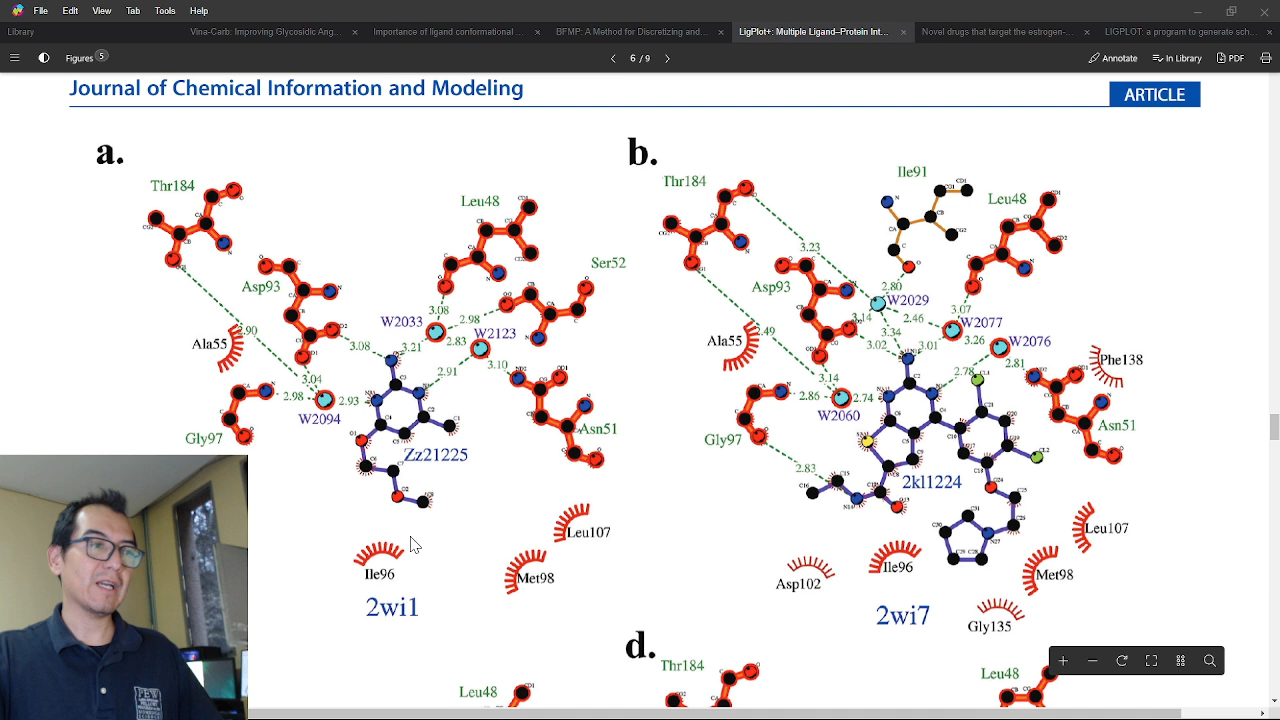 File Edit View Tab Tools Help
Library
Vina-Carb: Improving Glycosidic Ang...
Importance of ligand conformational ...
BFMP: A Method for Discretizing and...
LigPlot+: Multiple Ligand–Protein Int...
Novel drugs that target the estrogen-...
LIGPLOT: a program to generate sch...
Figures 5
6 / 9
Annotate
In Library
PDF
Journal of Chemical Information and Modeling
ARTICLE
a.
Thr184
Leu48
Ser52
Asp93
W2033
W2123
Ala55
W2094
Gly97
Asn51
Zz21225
Leu107
Ile96
Met98
2wi1
2.90
3.08
2.98
2.83
3.21
3.08
3.10
2.91
3.04
2.98
2.93
b.
Thr184
Ile91
Leu48
Asp93
W2029
W2077
W2076
Ala55
Phe138
W2060
Asn51
Gly97
2kl1224
Leu107
Ile96
Met98
Asp102
2wi7
Gly135
3.23
2.80
3.07
2.46
3.14
3.34
3.26
3.01
3.02
2.49
2.81
2.78
3.14
2.86
2.74
2.83
d.
Leu48
Thr184
Leu48
PEW